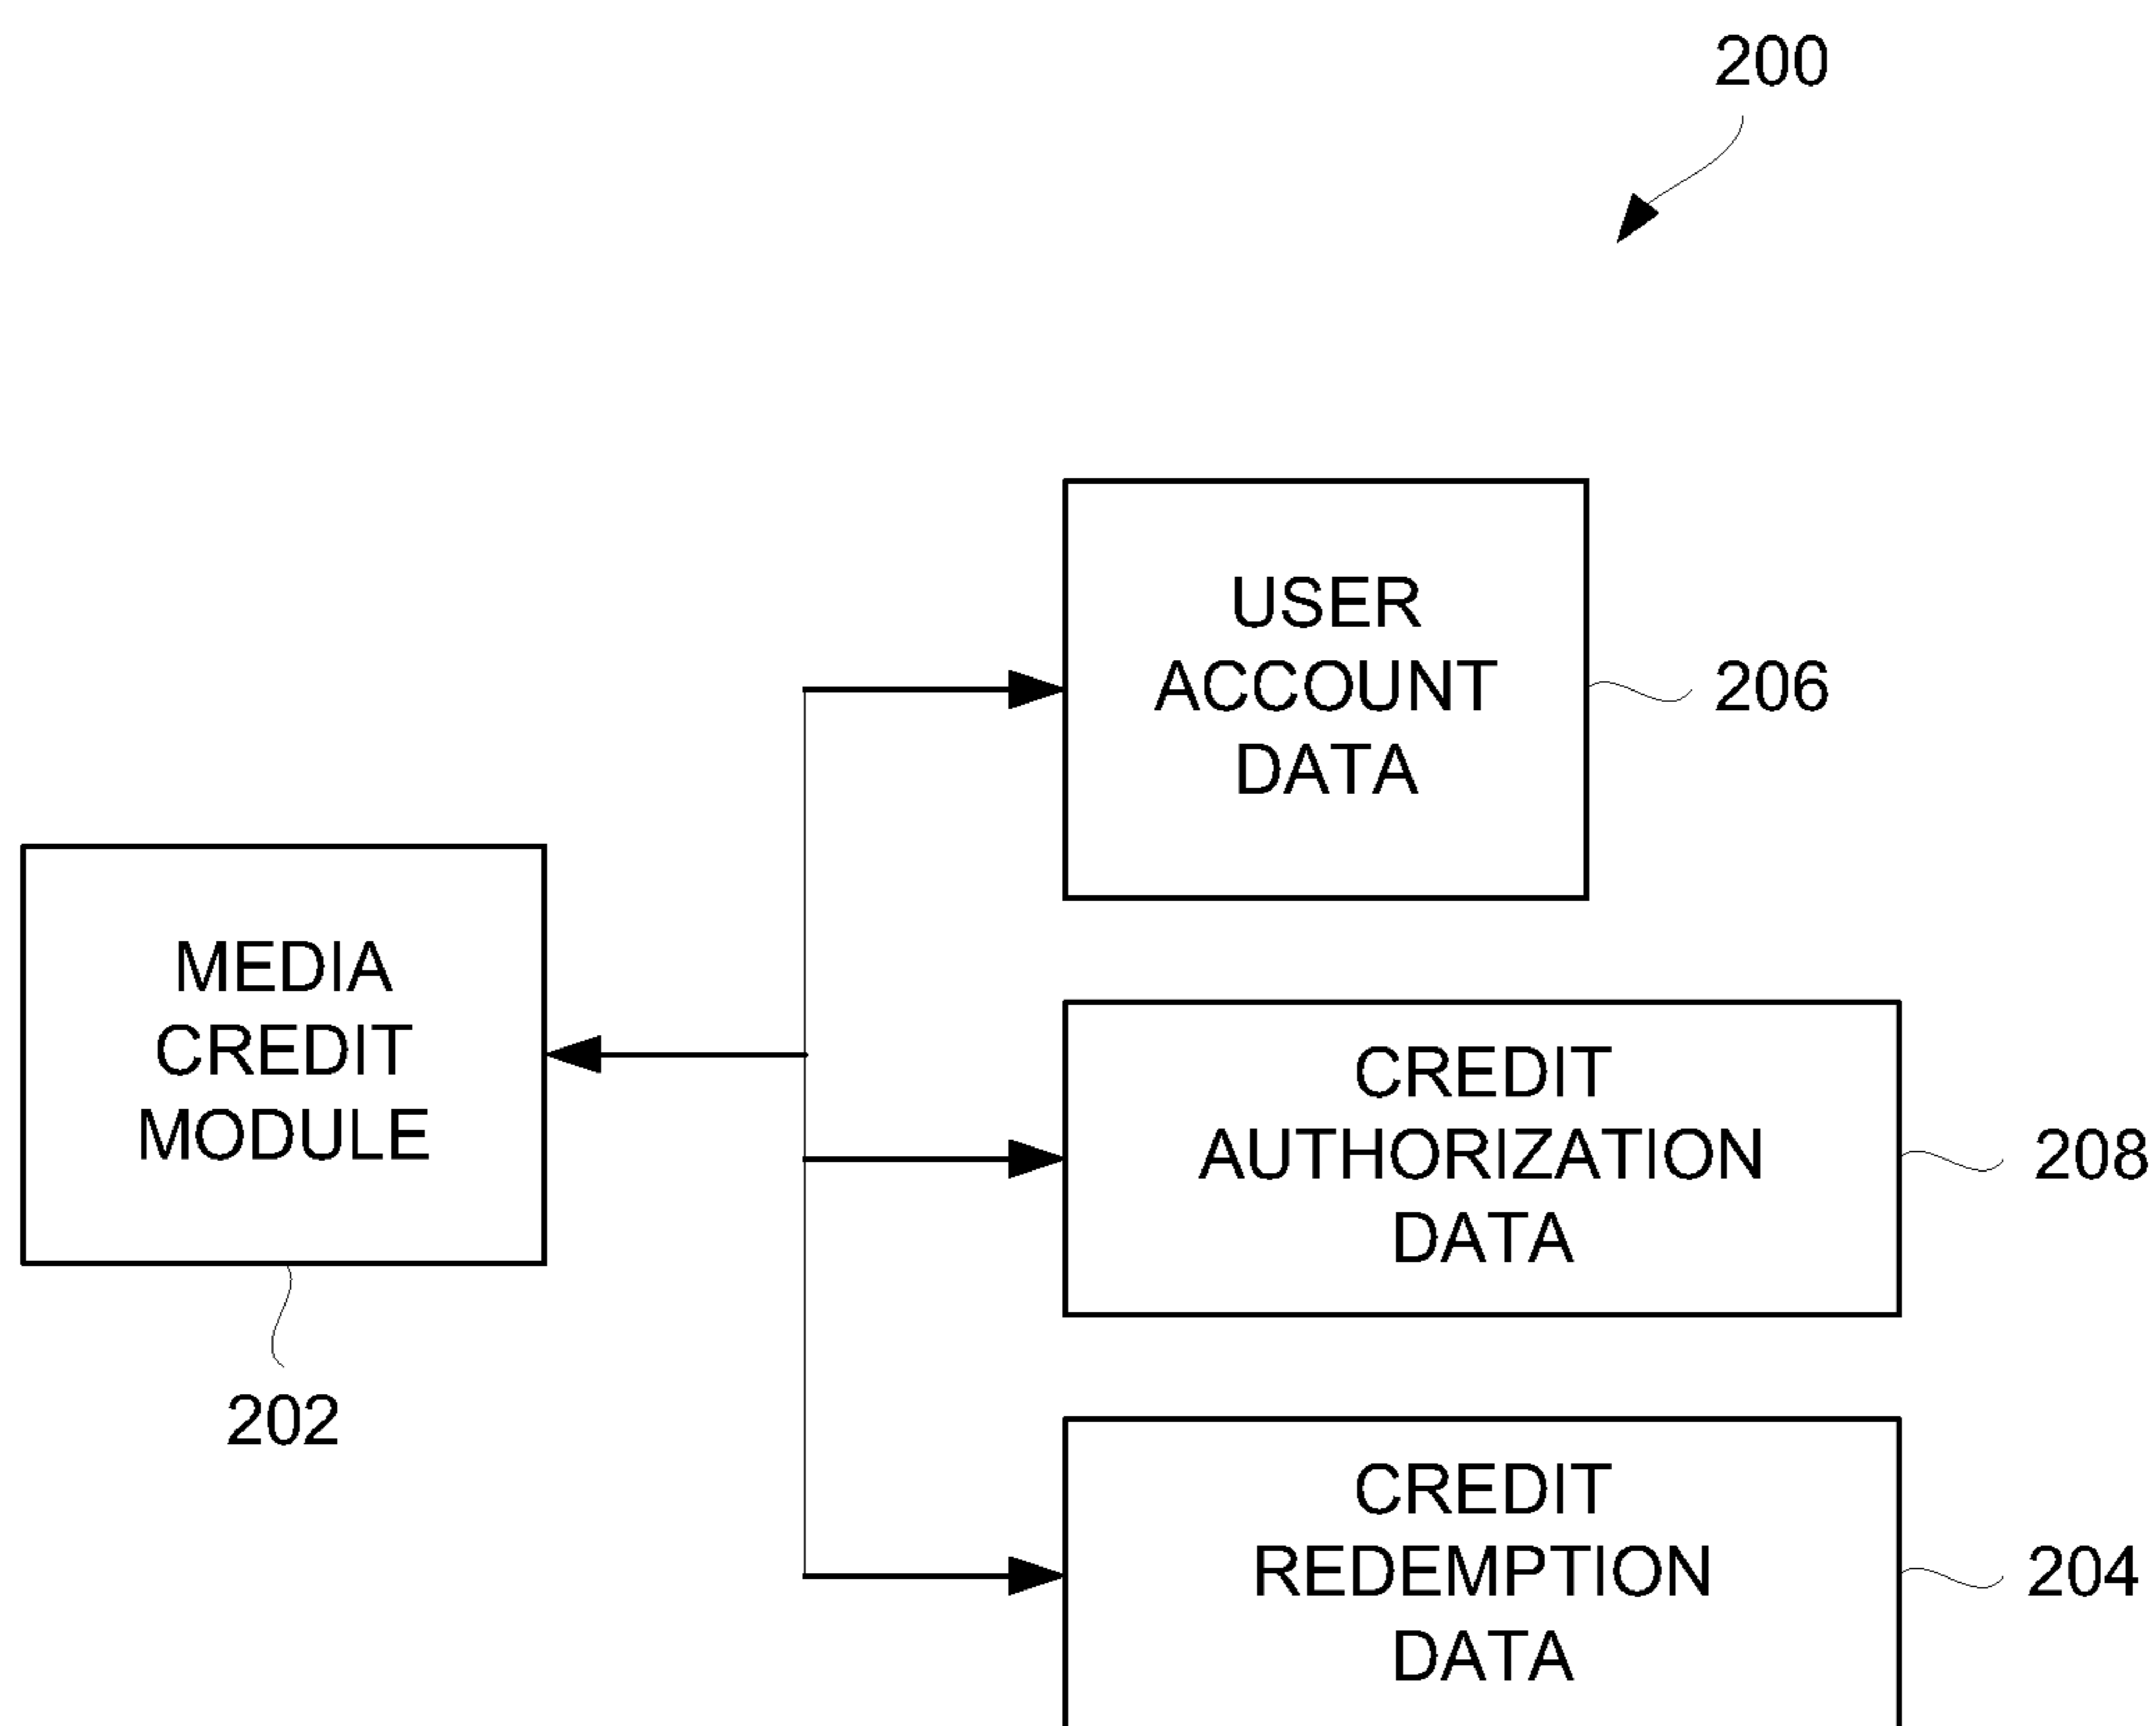 200
USER
ACCOUNT
DATA
206
MEDIA
CREDIT
MODULE
202
CREDIT
AUTHORIZATION
DATA
208
CREDIT
REDEMPTION
DATA
204